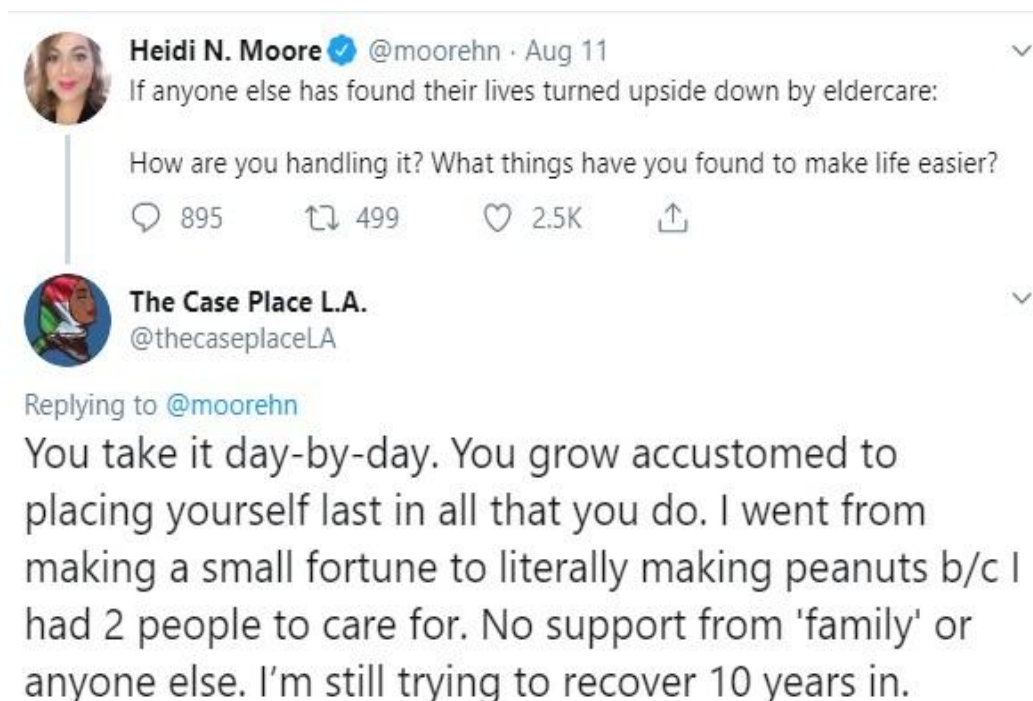 Heidi N. Moore @moorehn · Aug 11
If anyone else has found their lives turned upside down by eldercare:
How are you handling it? What things have you found to make life easier?
895 499 2.5K
The Case Place L.A.
@thecaseplaceLA
Replying to @moorehn
You take it day-by-day. You grow accustomed to
placing yourself last in all that you do. I went from
making a small fortune to literally making peanuts b/c I
had 2 people to care for. No support from 'family' or
anyone else. I’m still trying to recover 10 years in.